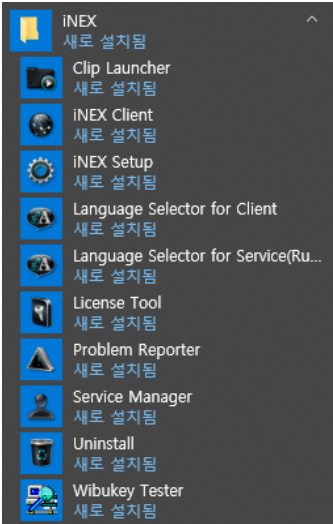 iNEX
새로 설치됨
Clip Launcher
새로 설치됨
iNEX Client
새로 설치됨
iNEX Setup
새로 설치됨
Language Selector for Client
새로 설치됨
Language Selector for Service(Ru...
새로 설치됨
License Tool
새로 설치됨
Problem Reporter
새로 설치됨
Service Manager
새로 설치됨
Uninstall
새로 설치됨
Wibukey Tester
새로 설치됨